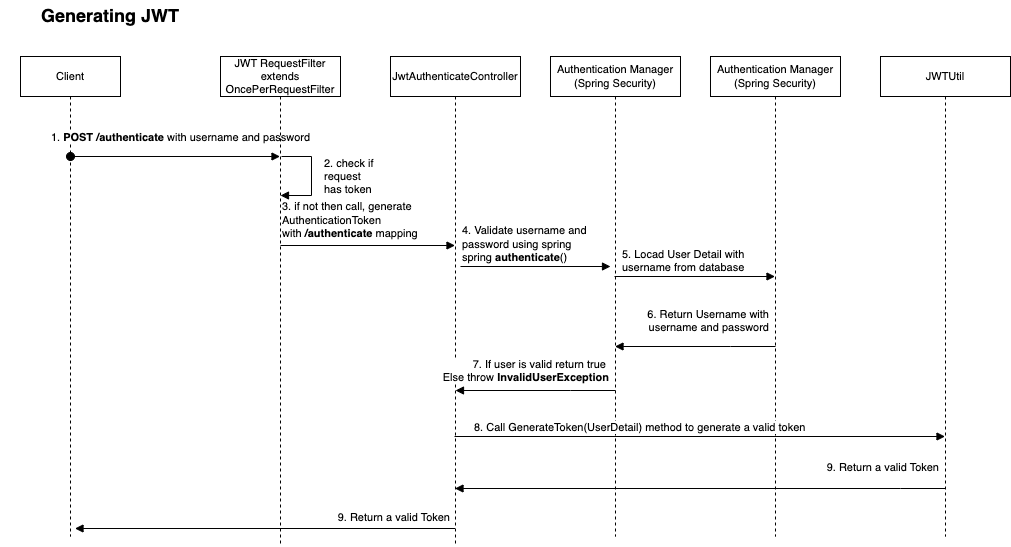 Generating JWT
Client
JWT RequestFilter
extends
OncePerRequestFilter
JwtAuthenticateController
Authentication Manager
(Spring Security)
Authentication Manager
(Spring Security)
JWTUtil
1. POST /authenticate with username and password
2. check if
request
has token
3. if not then call, generate
AuthenticationToken
with /authenticate mapping
4. Validate username and
password using spring
spring authenticate()
5. Locad User Detail with
username from database
6. Return Username with
username and password
7. If user is valid return true
Else throw InvalidUserException
8. Call GenerateToken(UserDetail) method to generate a valid token
9. Return a valid Token
9. Return a valid Token